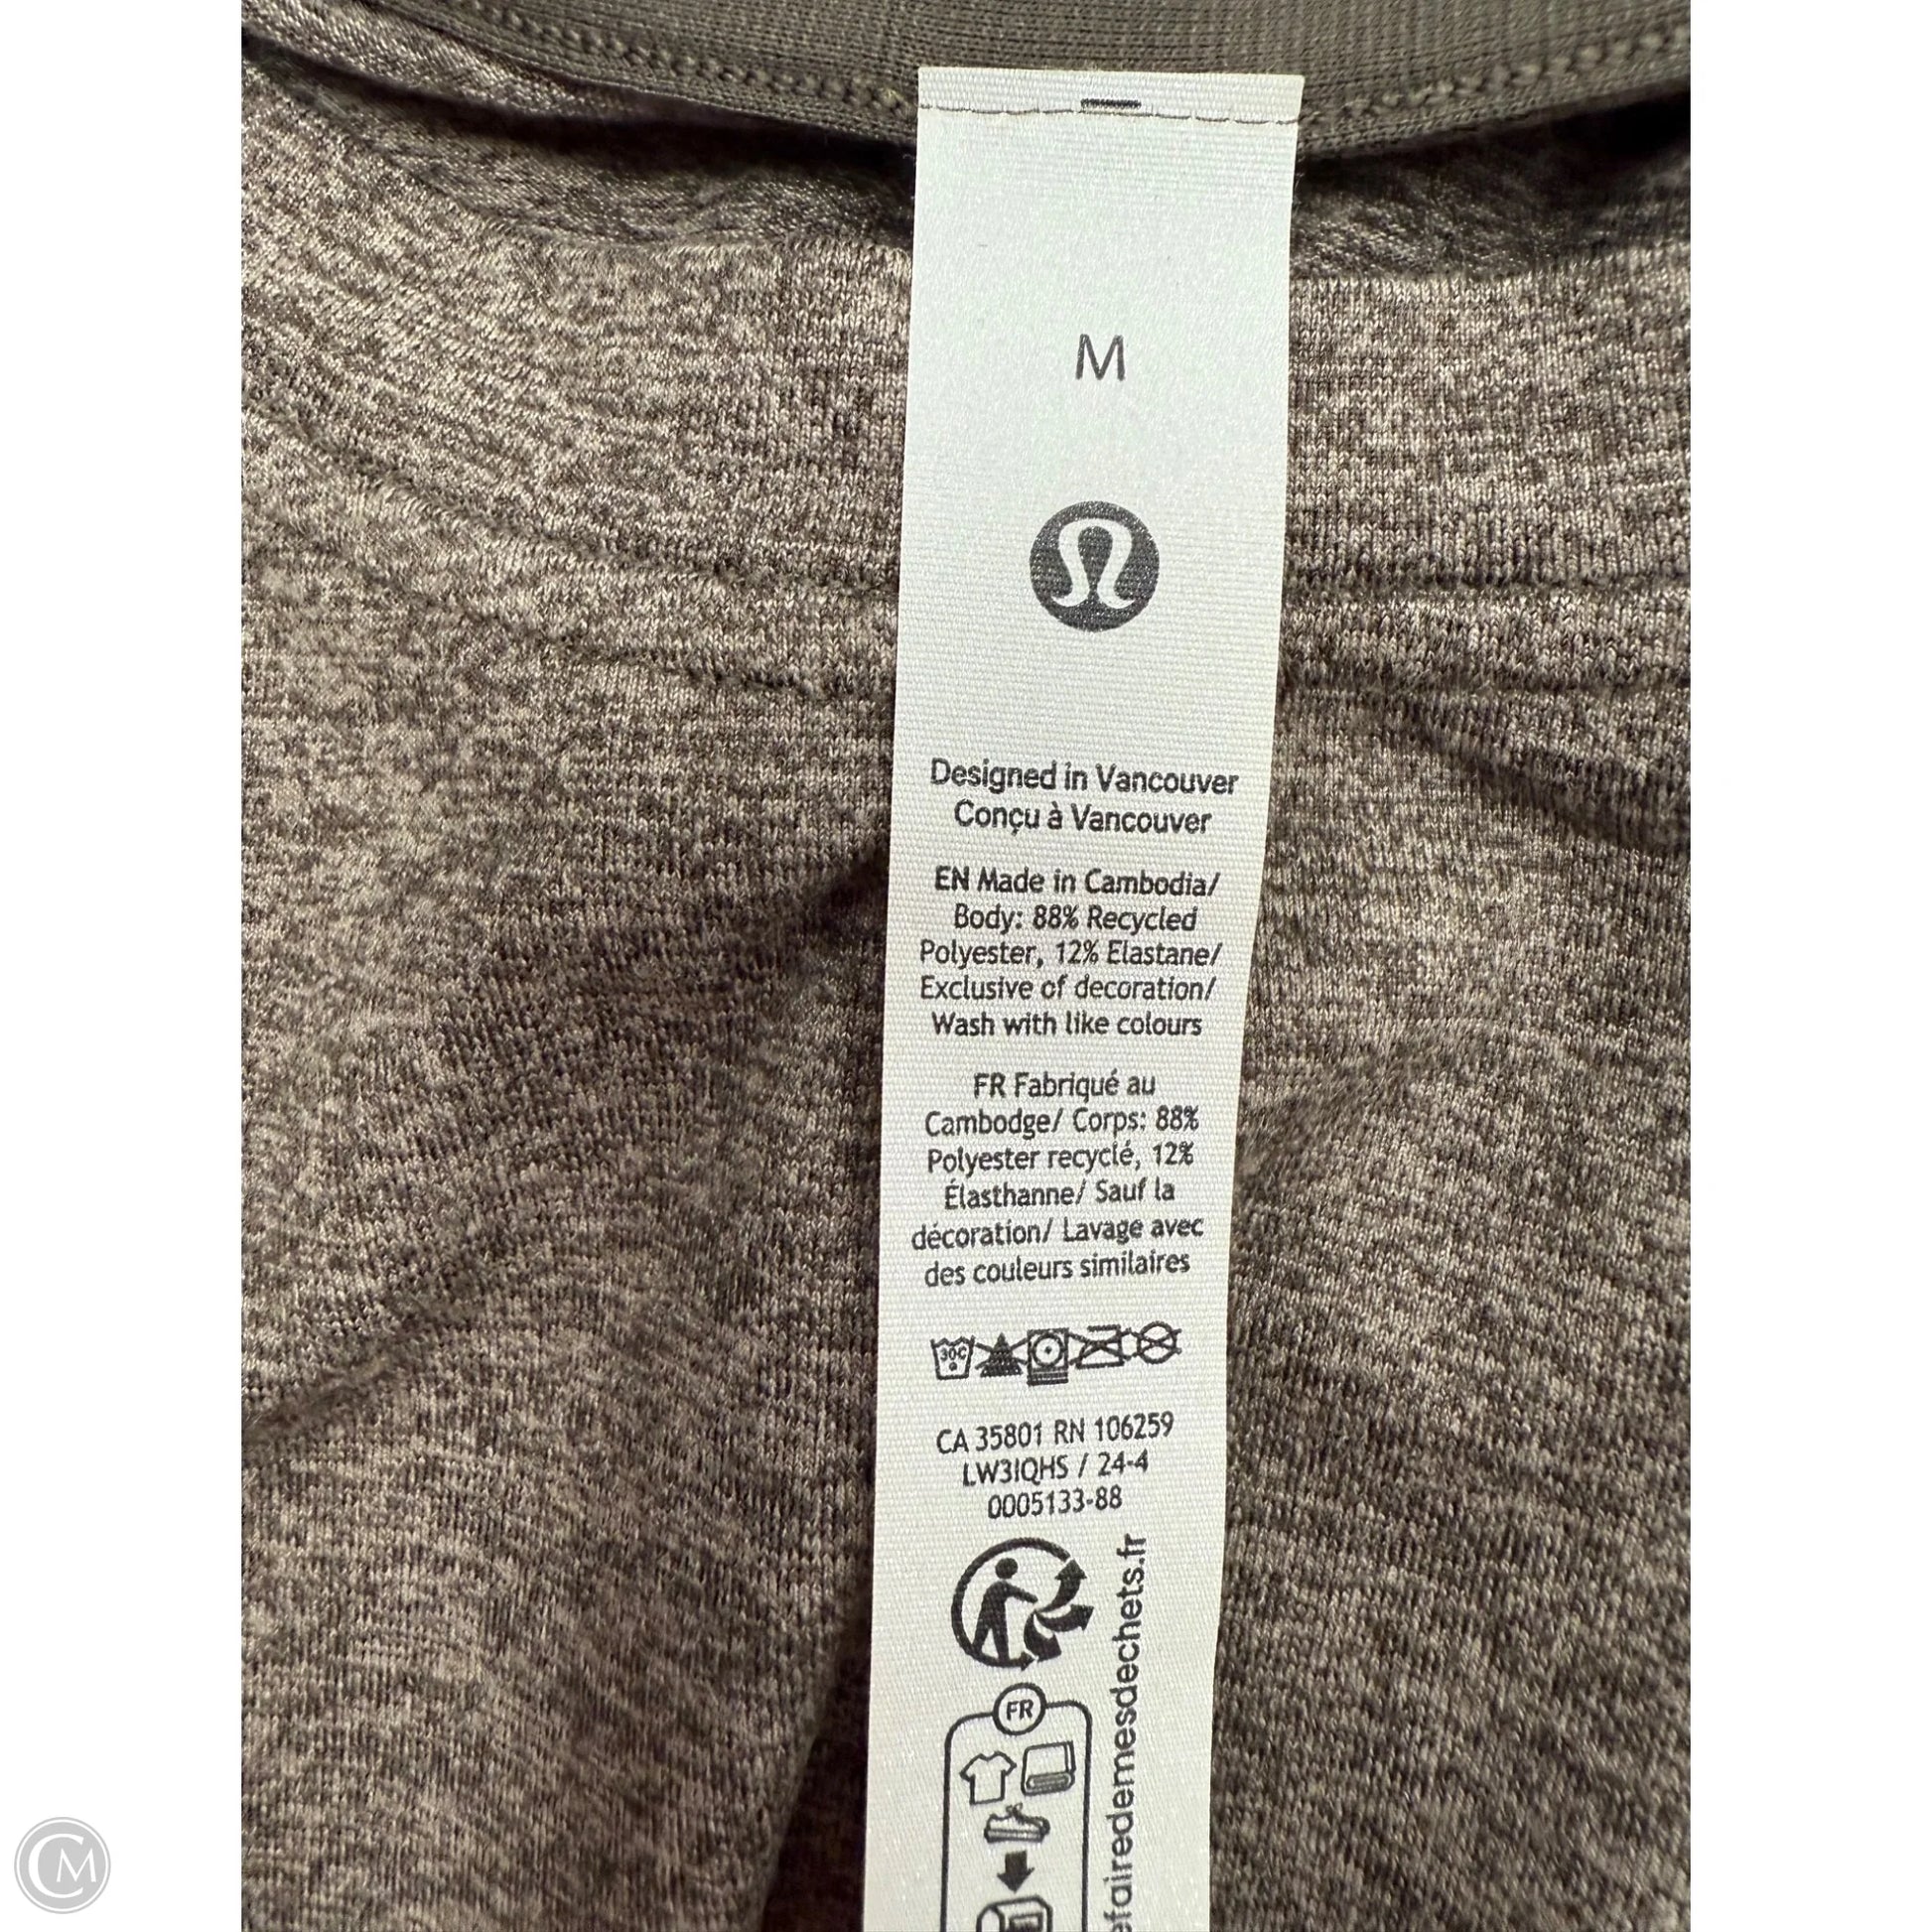 M
Designed in Vancouver
Conçu à Vancouver
EN Made in Cambodia/
Body: 88% Recycled
Polyester, 12% Elastane/
Exclusive of decoration/
Wash with like colours
FR Fabriqué au
Cambodge/ Corps: 88%
Polyester recyclé, 12%
Élasthanne/ Sauf la
décoration/ Lavage avec
des couleurs similaires
30C
CA 35801 RN 106259
LW3IQHS / 24-4
0005133-88
efairedemesdechets.fr
FR
CM